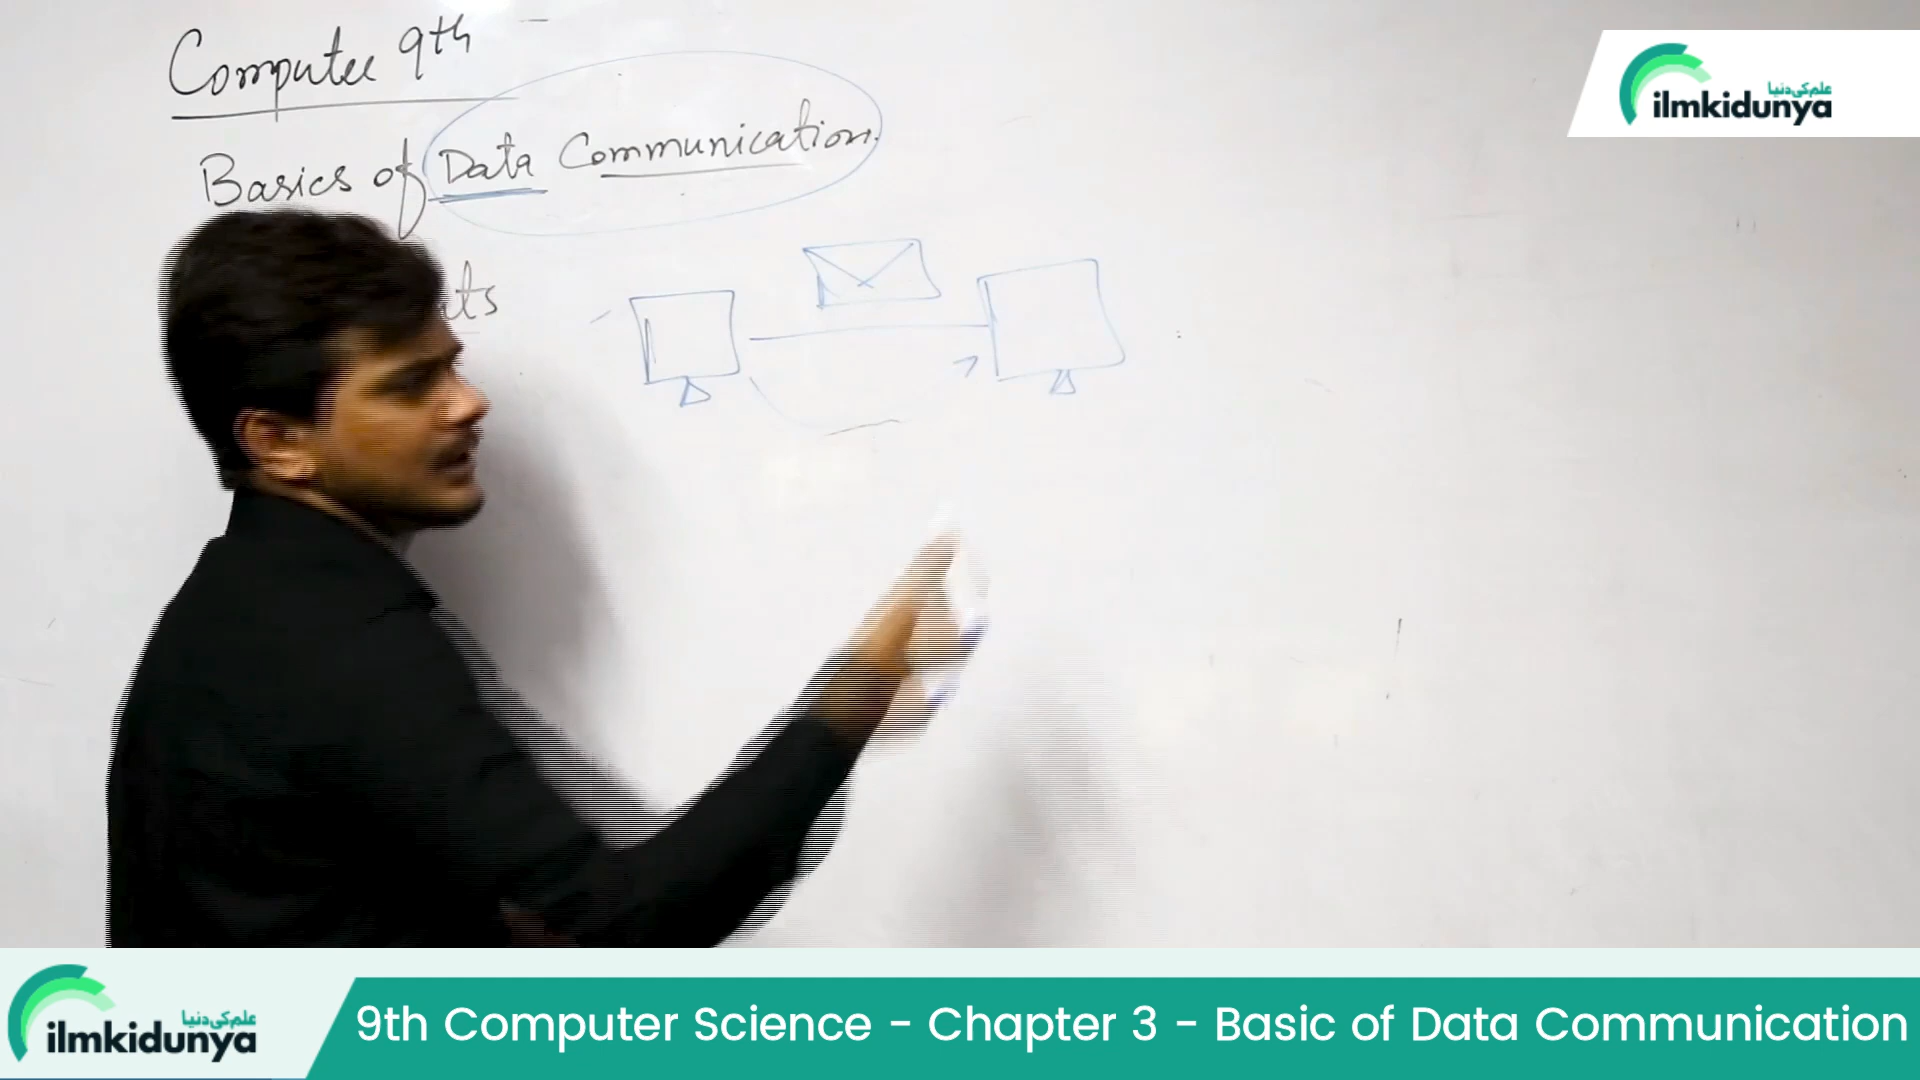 Computer 9th
Basics of Data Communication.
علم کی دنیا
ilmkidunya
علم کی دنیا
ilmkidunya
9th Computer Science - Chapter 3 - Basic of Data Communication